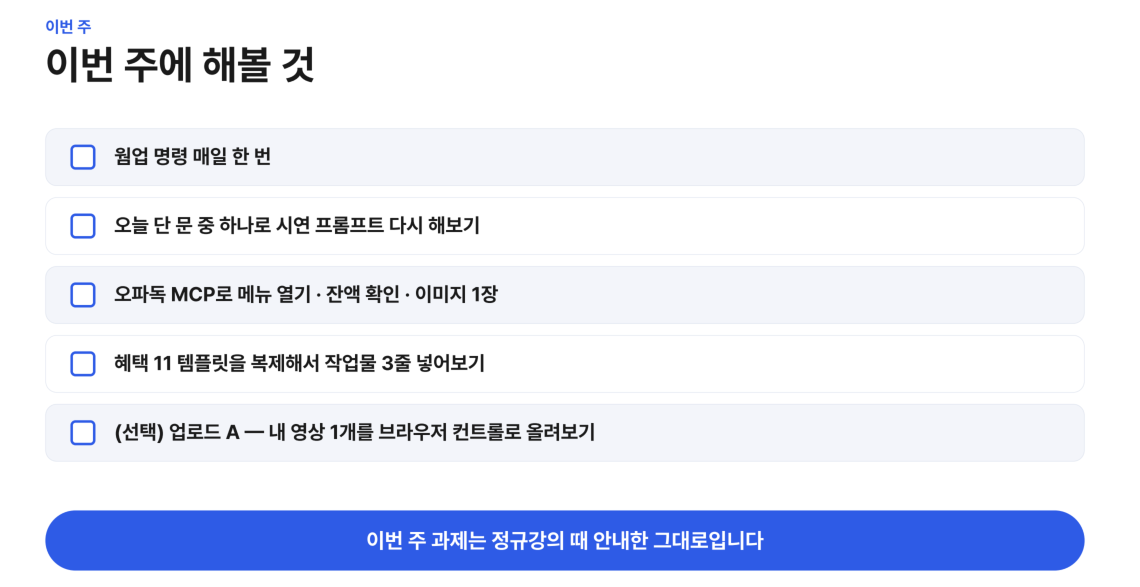 이번 주
이번 주에 해볼 것
웜업 명령 매일 한 번
오늘 단 문 중 하나로 시연 프롬프트 다시 해보기
오파독 MCP로 메뉴 열기 · 잔액 확인 · 이미지 1장
혜택 11 템플릿을 복제해서 작업물 3줄 넣어보기
(선택) 업로드 A — 내 영상 1개를 브라우저 컨트롤로 올려보기
이번 주 과제는 정규강의 때 안내한 그대로입니다